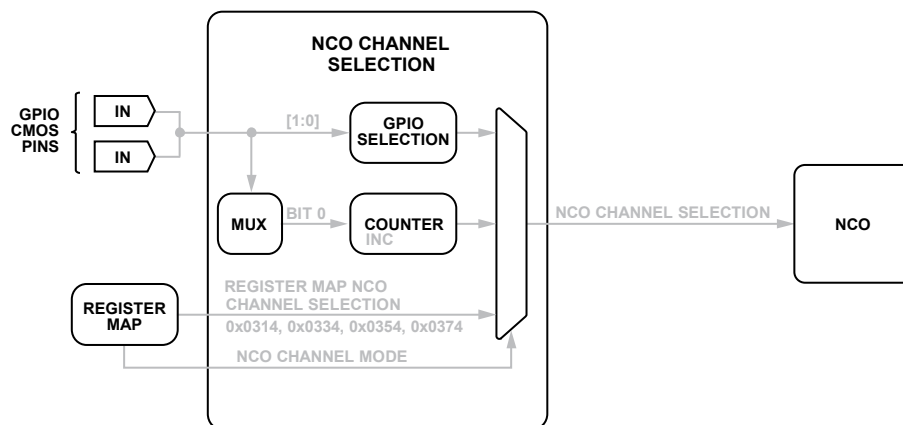 NCO CHANNEL
SELECTION
GPIO
CMOS
PINS
IN
IN
[1:0]
GPIO
SELECTION
MUX
BIT 0
COUNTER
INC
NCO CHANNEL SELECTION
NCO
REGISTER
MAP
REGISTER MAP NCO
CHANNEL SELECTION
0x0314, 0x0334, 0x0354, 0x0374
NCO CHANNEL MODE